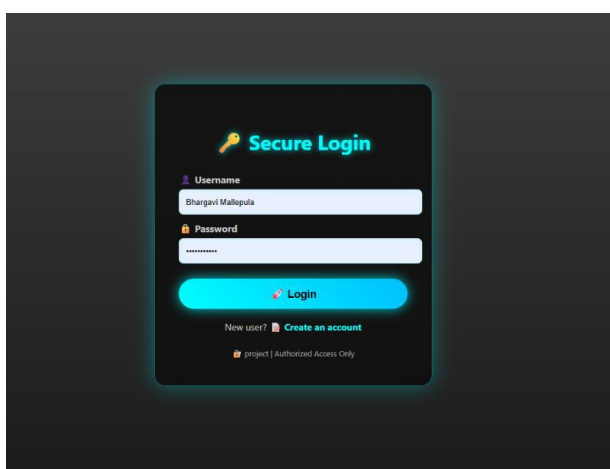 🔑 Secure Login
👤 Username
Bhargavi Mallepula
🔒 Password
•••••••••••
🚀 Login
New user? 📝 Create an account
🔐 project | Authorized Access Only